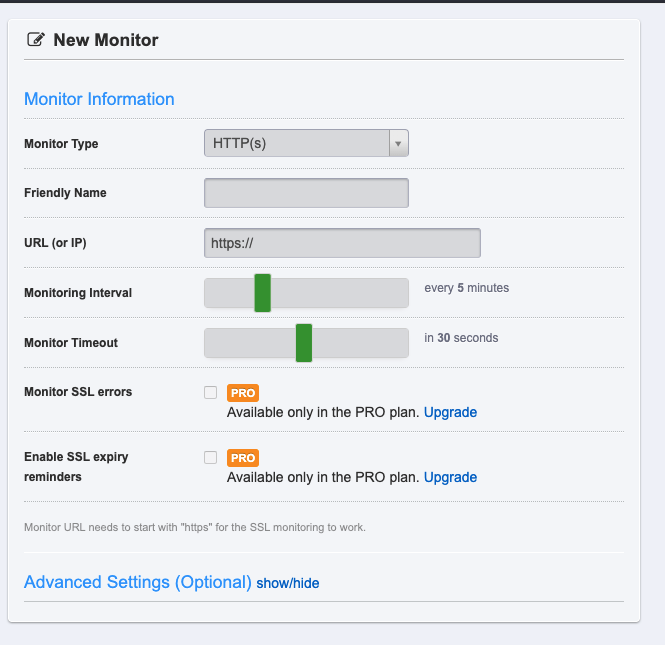 New Monitor
Monitor Information
Monitor Type
HTTP(s)
Friendly Name
URL (or IP)
https://
Monitoring Interval
every 5 minutes
Monitor Timeout
in 30 seconds
Monitor SSL errors
PRO
Available only in the PRO plan. Upgrade
Enable SSL expiry
reminders
PRO
Available only in the PRO plan. Upgrade
Monitor URL needs to start with "https" for the SSL monitoring to work.
Advanced Settings (Optional) show/hide